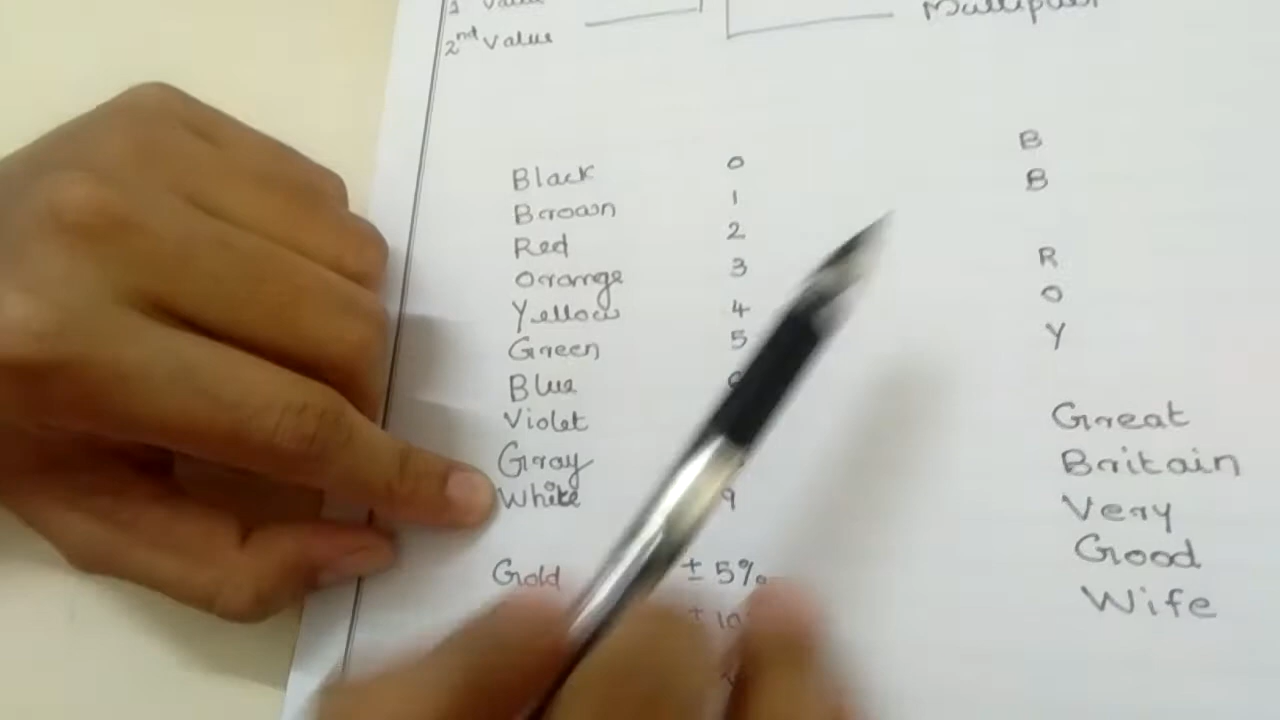 2nd Value
Black 0 B
Brown 1 B
Red 2
Orange 3 R
Yellow 4 O
Green 5 Y
Blue
Violet Great
Gray Britain
White 9 Very
Good
Gold ± 5% Wife
± 10